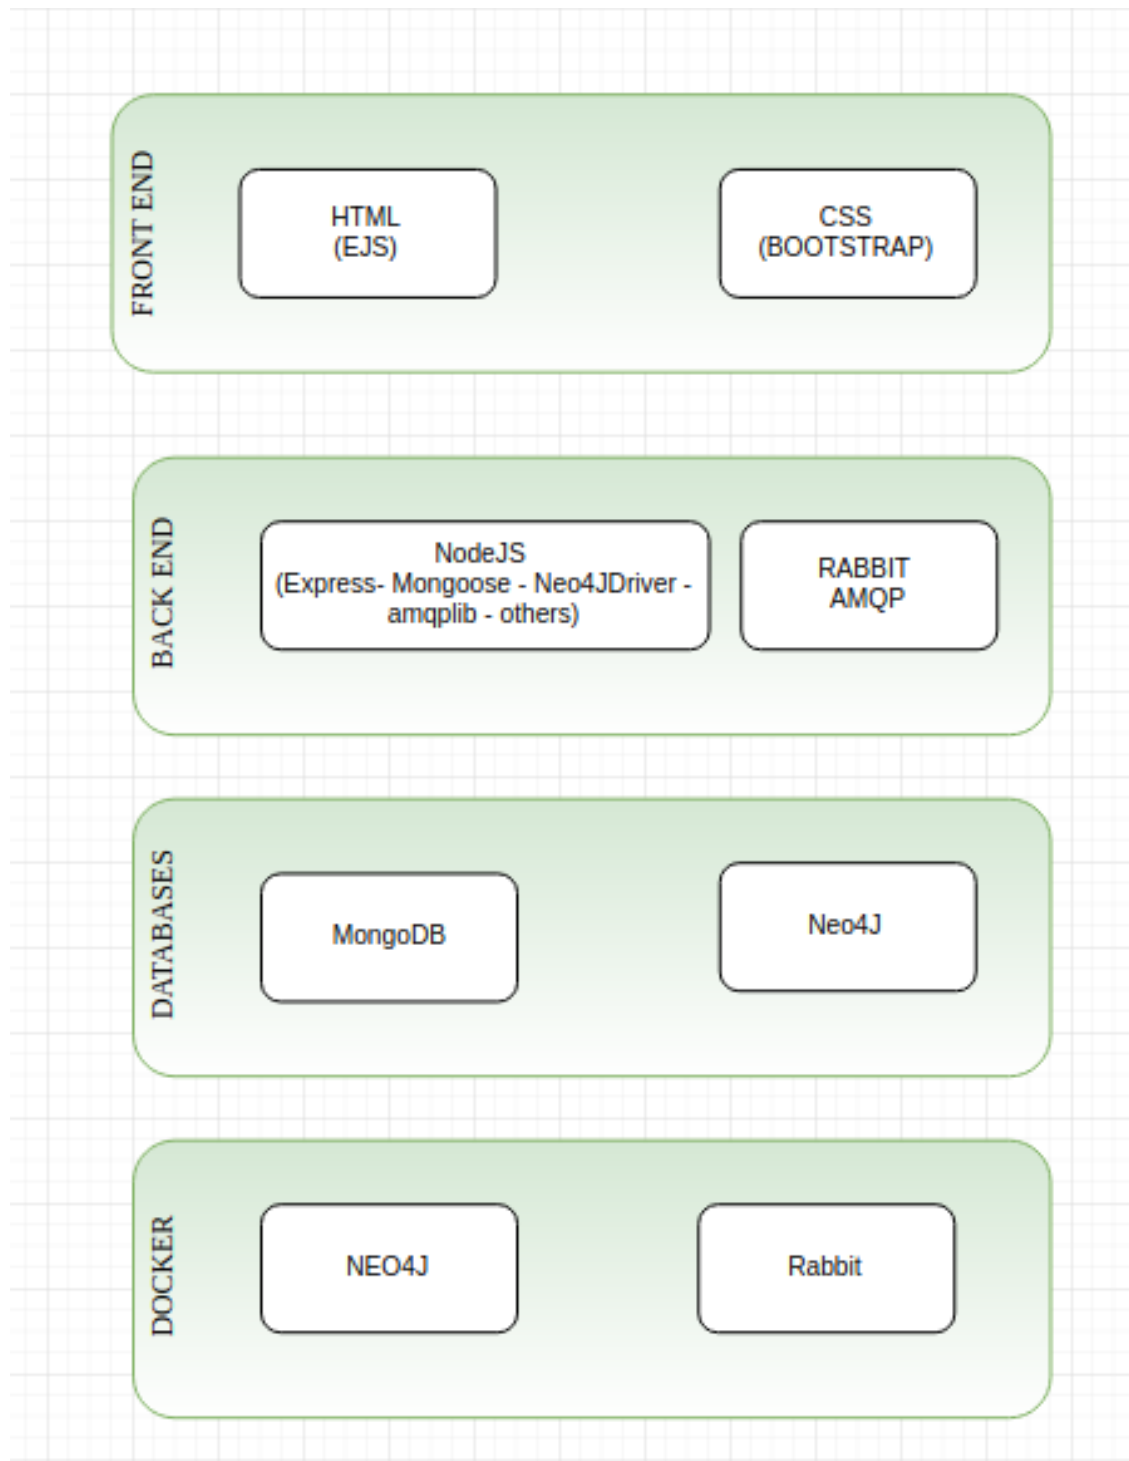 FRONT END
HTML
(EJS)
CSS
(BOOTSTRAP)
BACK END
NodeJS
(Express- Mongoose - Neo4JDriver -
amqplib - others)
RABBIT
AMQP
DATABASES
MongoDB
Neo4J
DOCKER
NEO4J
Rabbit